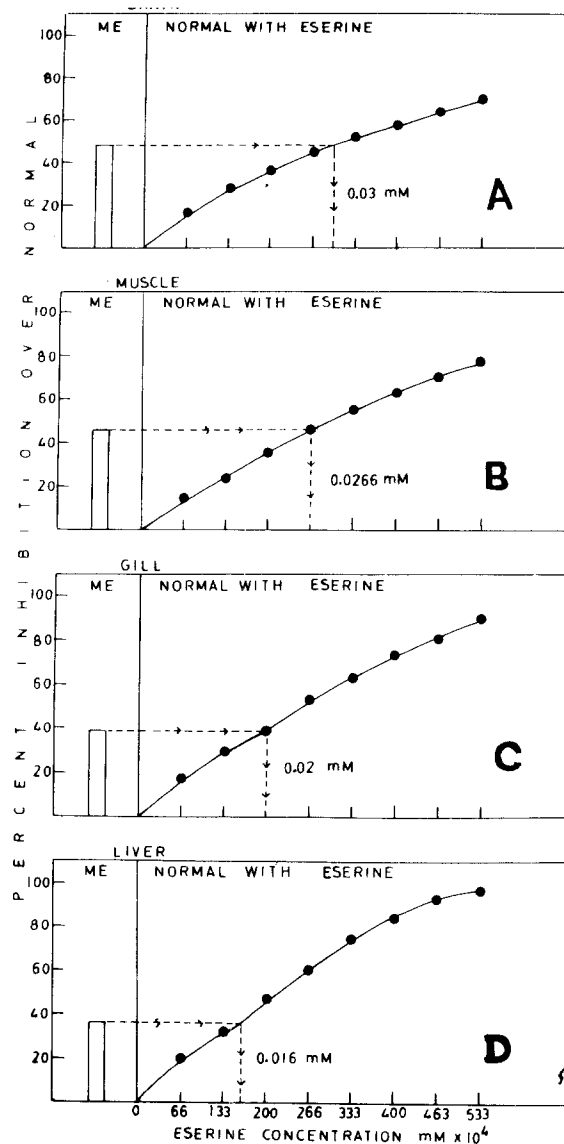 ME NORMAL WITH ESERINE
100
80
60
40
20
0.03 mM
A
MUSCLE
ME NORMAL WITH ESERINE
100
80
60
40
20
0.0266 mM
B
GILL
ME NORMAL WITH ESERINE
100
80
60
40
20
0.02 mM
C
LIVER
ME NORMAL WITH ESERINE
100
80
60
40
20
0.016 mM
D
0 66 133 200 266 333 400 463 533
ESERINE CONCENTRATION mM x 10⁴
PERCENT INHIBITION OVER NORMAL